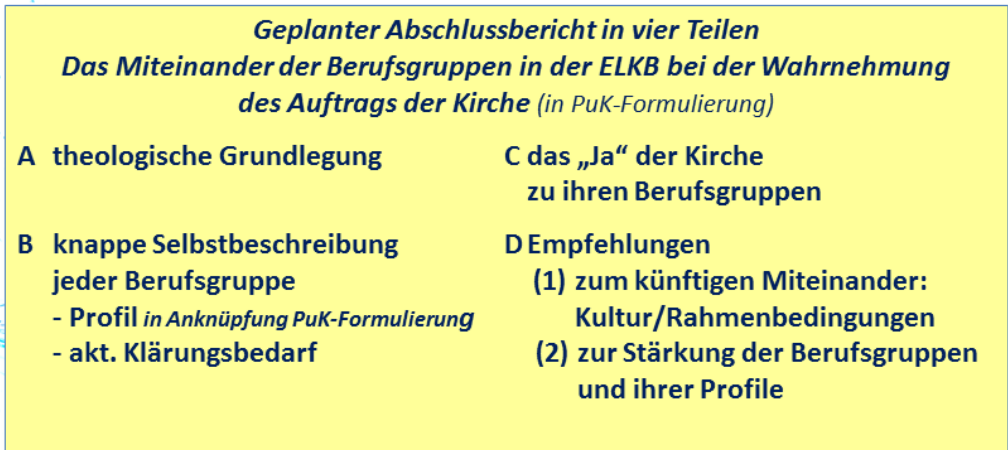 Geplanter Abschlussbericht in vier Teilen
Das Miteinander der Berufsgruppen in der ELKB bei der Wahrnehmung
des Auftrags der Kirche (in PuK-Formulierung)
A theologische Grundlegung
B knappe Selbstbeschreibung
jeder Berufsgruppe
- Profil in Anknüpfung PuK-Formulierung
- akt. Klärungsbedarf
C das „Ja“ der Kirche
zu ihren Berufsgruppen
D Empfehlungen
(1) zum künftigen Miteinander:
Kultur/Rahmenbedingungen
(2) zur Stärkung der Berufsgruppen
und ihrer Profile